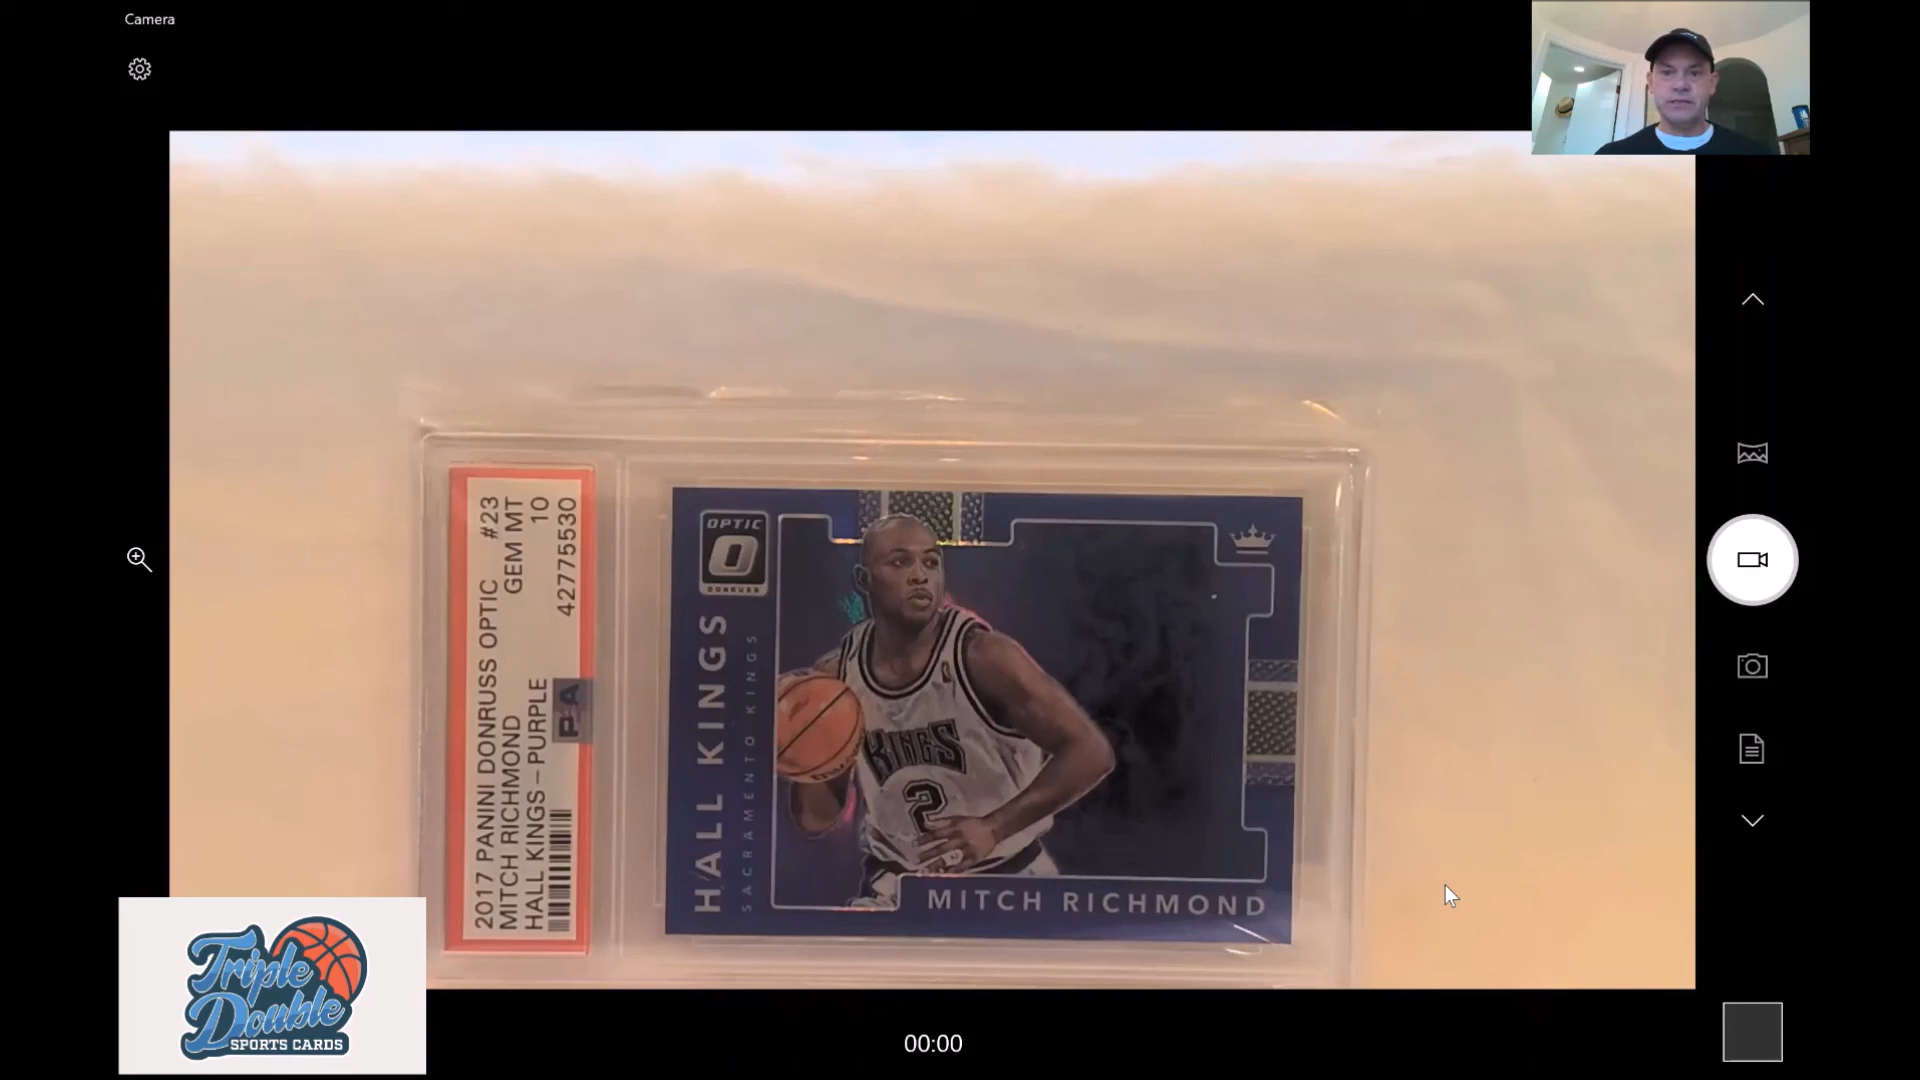 Camera
#23
2017 PANINI DONRUSS OPTIC
GEM MT
MITCH RICHMOND
10
HALL KINGS – PURPLE
42775530
PSA
OPTIC
O
DONRUSS
HALL KINGS
SACRAMENTO KINGS
KINGS
2
MITCH RICHMOND
Triple
Double
SPORTS CARDS
00:00